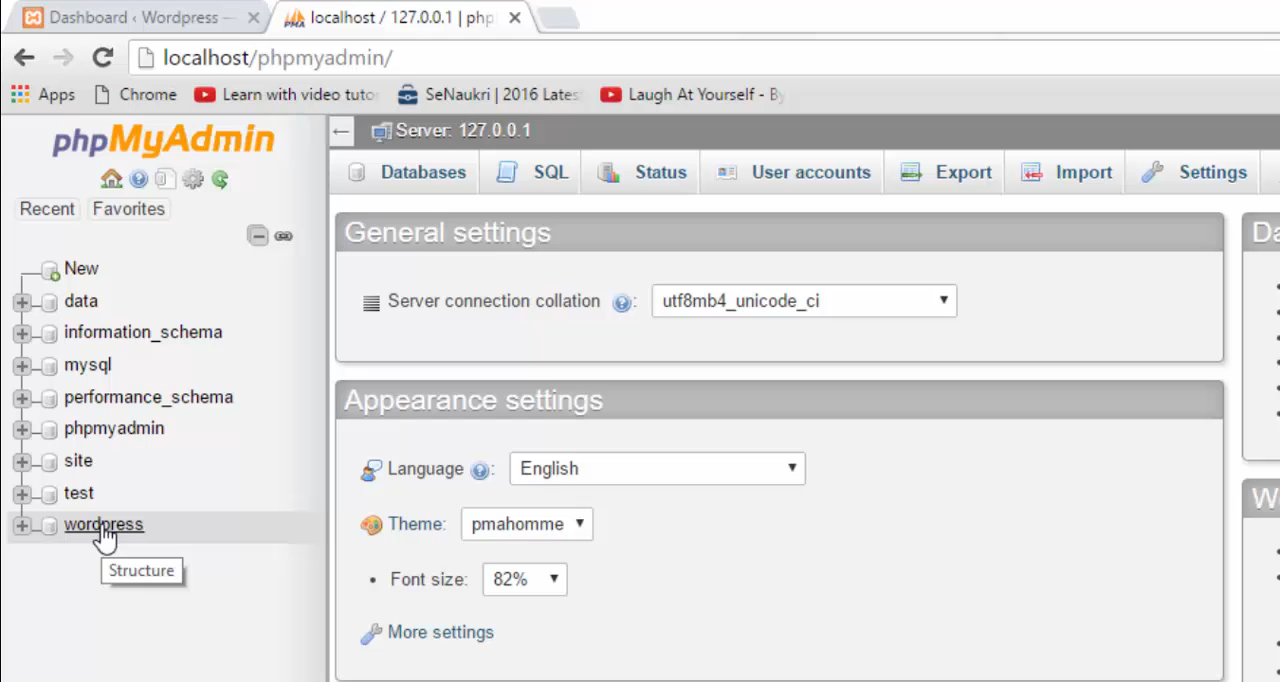 Dashboard ‹ Wordpress —
localhost / 127.0.0.1 | php
localhost/phpmyadmin/
Apps Chrome Learn with video SeNaukri | 2016 Laugh At Yourself -
phpMyAdmin
PMA
Server: 127.0.0.1
Databases SQL Status User accounts Export Import Settings
Recent Favorites
New
data
information_schema
mysql
performance_schema
phpmyadmin
site
test
wordpress
Structure
General settings
Server connection collation : utf8mb4_unicode_ci
Appearance settings
Language : English
Theme: pmahomme
• Font size: 82%
More settings